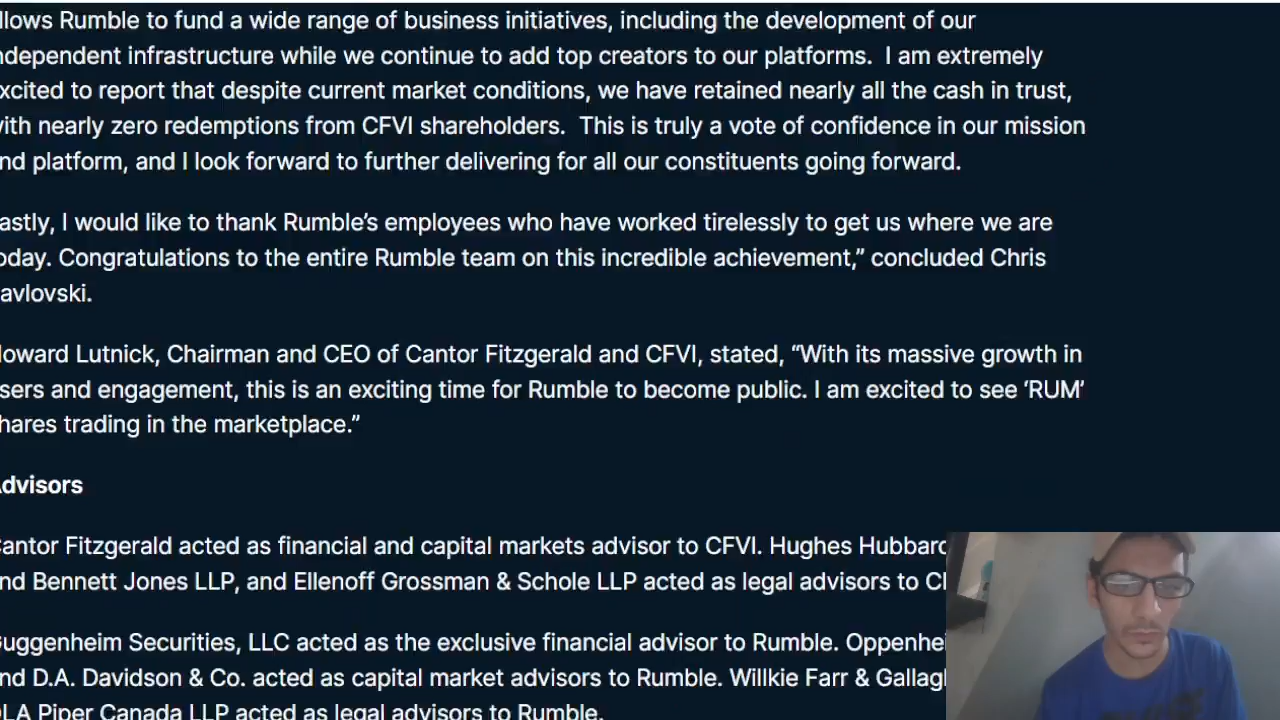 llows Rumble to fund a wide range of business initiatives, including the development of our
ndependent infrastructure while we continue to add top creators to our platforms. I am extremely
xcited to report that despite current market conditions, we have retained nearly all the cash in trust,
ith nearly zero redemptions from CFVI shareholders. This is truly a vote of confidence in our mission
nd platform, and I look forward to further delivering for all our constituents going forward.
astly, I would like to thank Rumble’s employees who have worked tirelessly to get us where we are
oday. Congratulations to the entire Rumble team on this incredible achievement,” concluded Chris
avlovski.
oward Lutnick, Chairman and CEO of Cantor Fitzgerald and CFVI, stated, “With its massive growth in
sers and engagement, this is an exciting time for Rumble to become public. I am excited to see ‘RUM’
hares trading in the marketplace.”
Advisors
Cantor Fitzgerald acted as financial and capital markets advisor to CFVI. Hughes Hubbard
nd Bennett Jones LLP, and Ellenoff Grossman & Schole LLP acted as legal advisors to CF
Guggenheim Securities, LLC acted as the exclusive financial advisor to Rumble. Oppenhei
nd D.A. Davidson & Co. acted as capital market advisors to Rumble. Willkie Farr & Gallagh
DLA Piper Canada LLP acted as legal advisors to Rumble.